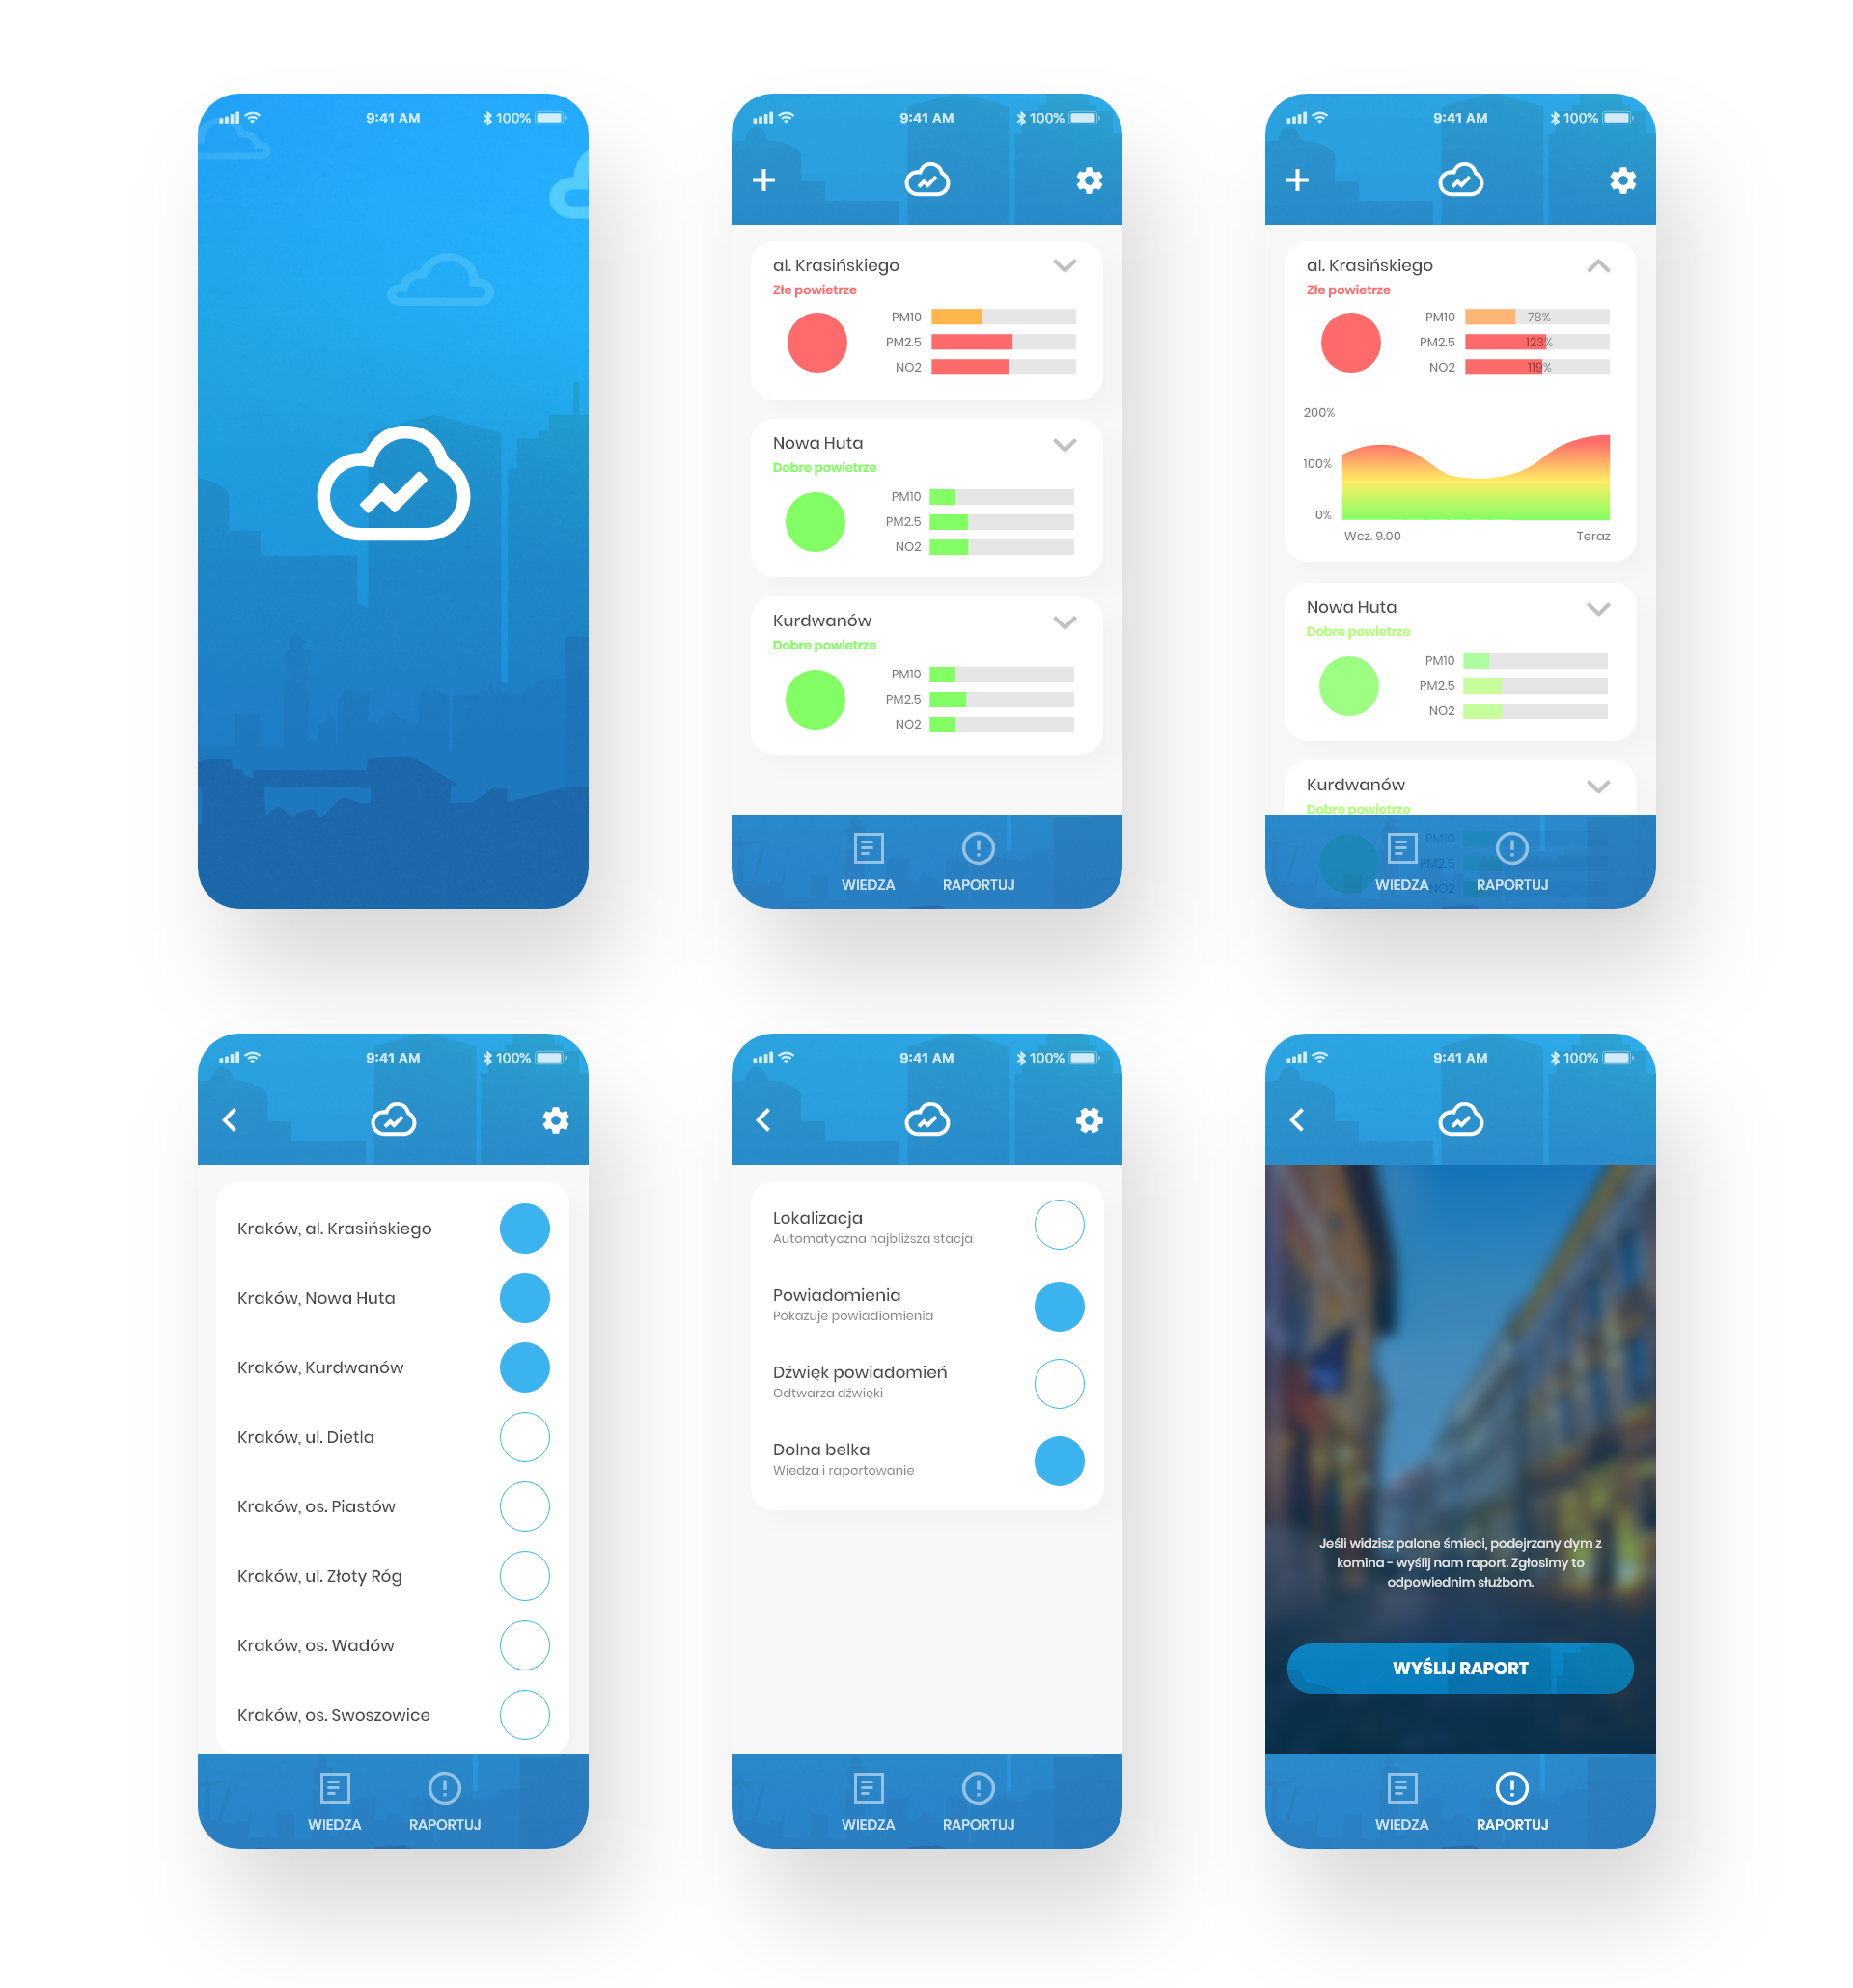 9:41 AM
100%
9:41 AM
100%
al. Krasińskiego
Złe powietrze
PM10
PM2.5
NO2
Nowa Huta
Dobre powietrze
PM10
PM2.5
NO2
Kurdwanów
Dobre powietrze
PM10
PM2.5
NO2
WIEDZA
RAPORTUJ
9:41 AM
100%
al. Krasińskiego
Złe powietrze
PM10
78%
PM2.5
123%
NO2
119%
200%
100%
0%
Wcz. 9.00
Teraz
Nowa Huta
Dobre powietrze
PM10
PM2.5
NO2
Kurdwanów
Dobre powietrze
PM10
PM2.5
NO2
WIEDZA
RAPORTUJ
9:41 AM
100%
Kraków, al. Krasińskiego
Kraków, Nowa Huta
Kraków, Kurdwanów
Kraków, ul. Dietla
Kraków, os. Piastów
Kraków, ul. Złoty Róg
Kraków, os. Wadów
Kraków, os. Swoszowice
WIEDZA
RAPORTUJ
9:41 AM
100%
Lokalizacja
Automatyczna najbliższa stacja
Powiadomienia
Pokazuje powiadiomienia
Dźwięk powiadomień
Odtwarza dźwięki
Dolna belka
Wiedza i raportowanie
WIEDZA
RAPORTUJ
9:41 AM
100%
Jeśli widzisz palone śmieci, podejrzany dym z
komina - wyślij nam raport. Zgłosimy to
odpowiednim służbom.
WYŚLIJ RAPORT
WIEDZA
RAPORTUJ